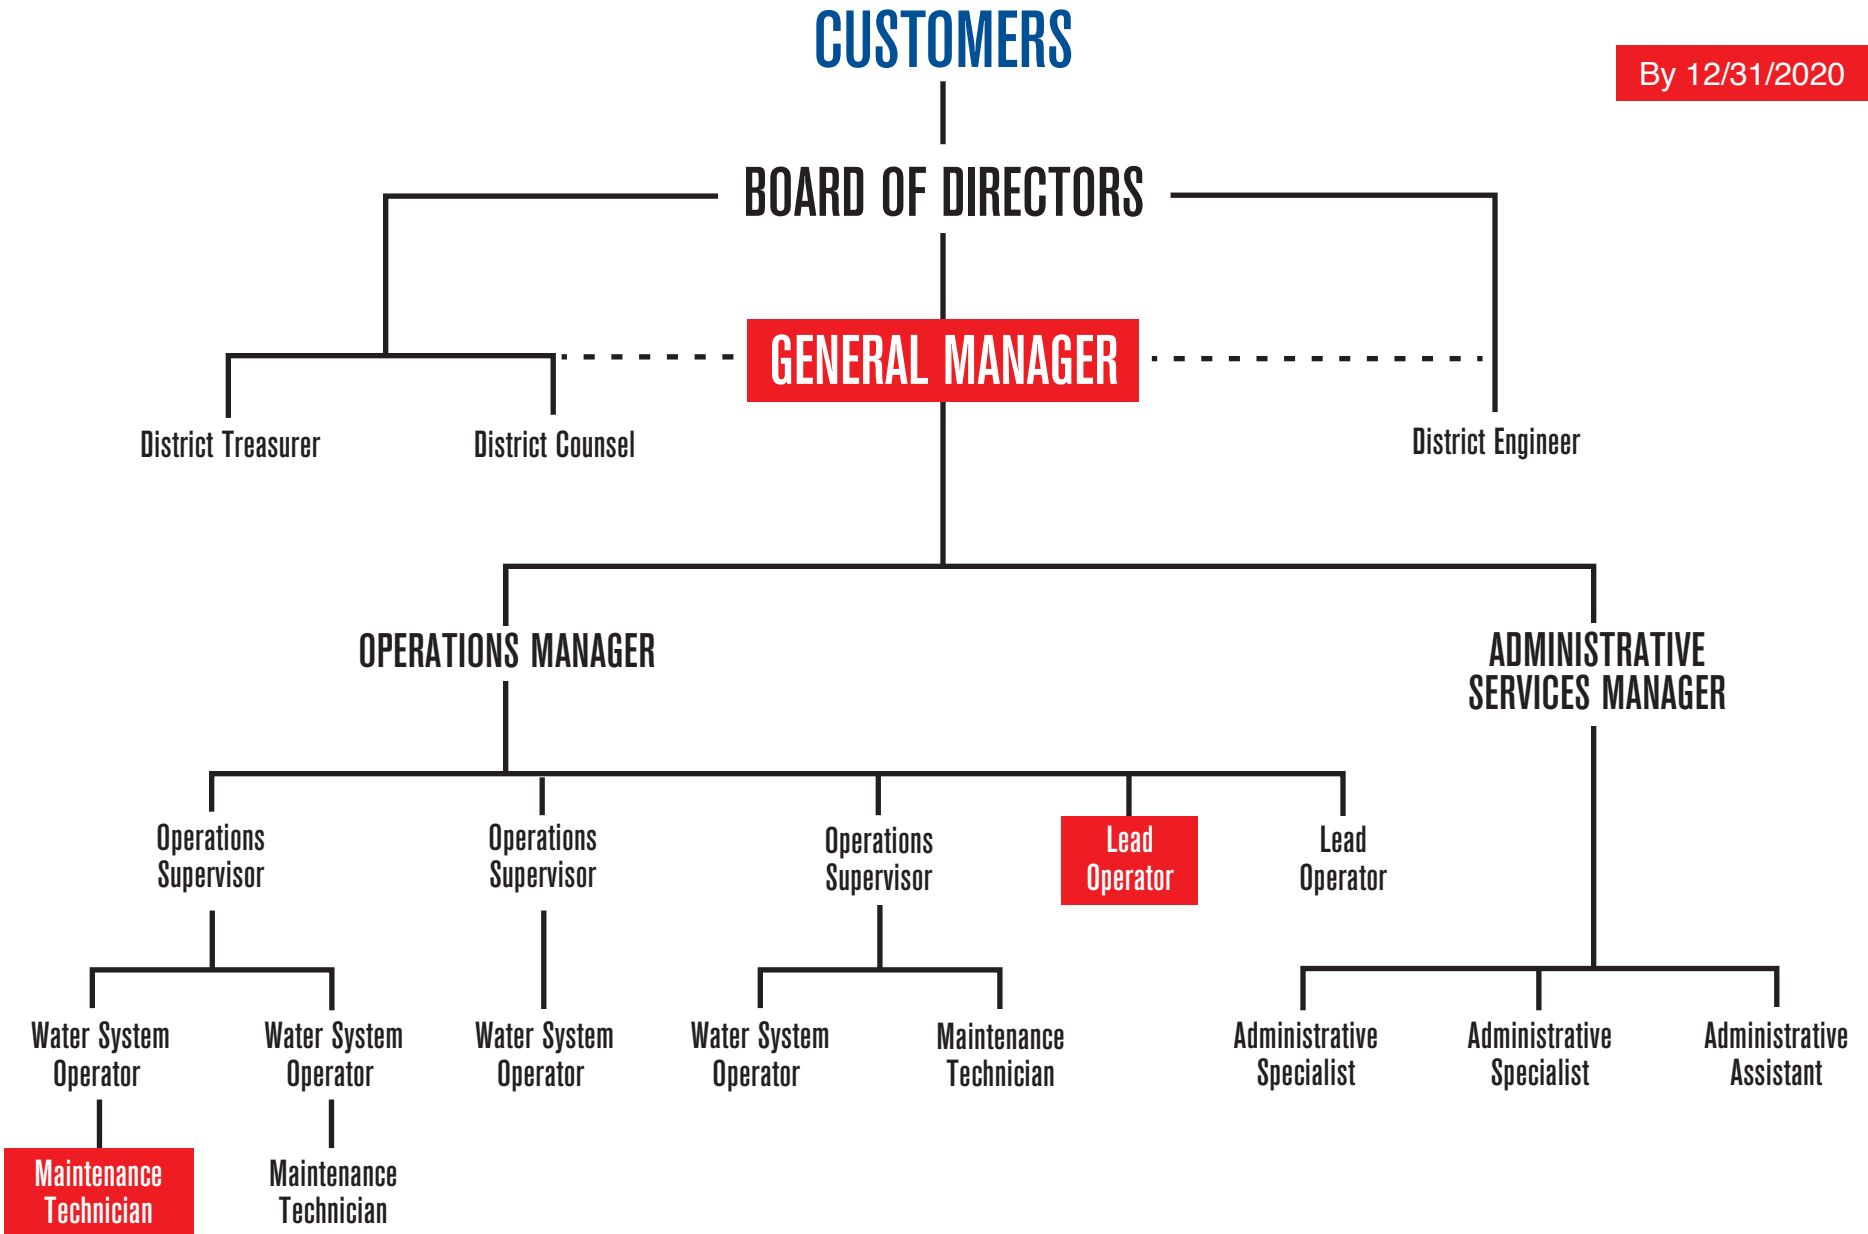 CUSTOMERS
By 12/31/2020
BOARD OF DIRECTORS
GENERAL MANAGER
District Treasurer
District Counsel
District Engineer
OPERATIONS MANAGER
ADMINISTRATIVE
SERVICES MANAGER
Operations
Supervisor
Operations
Supervisor
Operations
Supervisor
Lead
Operator
Lead
Operator
Water System
Operator
Water System
Operator
Water System
Operator
Water System
Operator
Maintenance
Technician
Administrative
Specialist
Administrative
Specialist
Administrative
Assistant
Maintenance
Technician
Maintenance
Technician